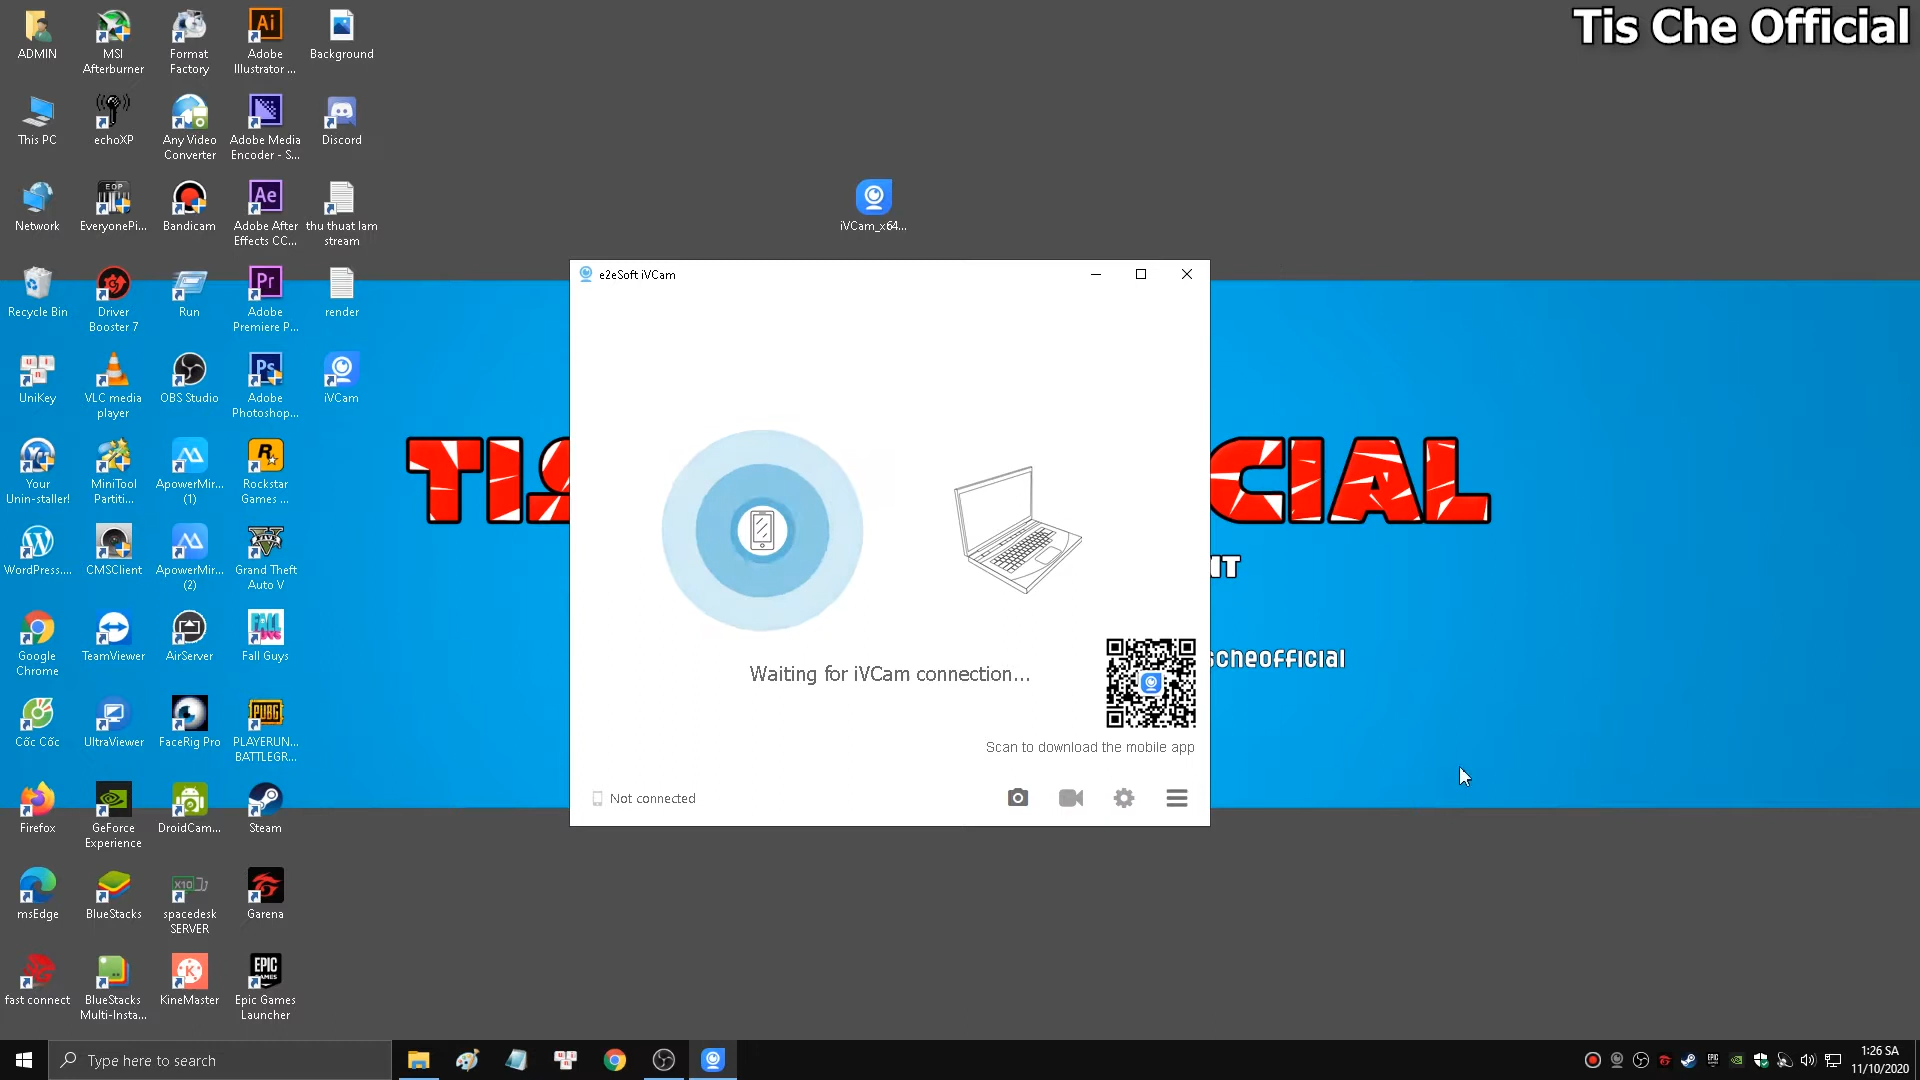 Tis Che Official
ADMIN
MSI
Afterburner
Format
Factory
Adobe
Illustrator ...
Background
This PC
echoXP
Any Video
Converter
Adobe Media
Encoder - S...
Discord
Network
EveryonePi...
Bandicam
Adobe After
Effects CC...
thu thuat lam
stream
iVCam_x64...
Recycle Bin
Driver
Booster 7
Run
Adobe
Premiere P...
render
UniKey
VLC media
player
OBS Studio
Adobe
Photoshop...
iVCam
Your
Unin-staller!
MiniTool
Partiti...
ApowerMir...
(1)
Rockstar
Games ...
WordPress....
CMSClient
ApowerMir...
(2)
Grand Theft
Auto V
Google
Chrome
TeamViewer
AirServer
Fall Guys
Cốc Cốc
UltraViewer
FaceRig Pro
PLAYERUN...
BATTLEGR...
Firefox
GeForce
Experience
DroidCam...
Steam
msEdge
BlueStacks
spacedesk
SERVER
Garena
fast connect
BlueStacks
Multi-Insta...
KineMaster
Epic Games
Launcher
e2eSoft iVCam
Waiting for iVCam connection...
Scan to download the mobile app
Not connected
TIS
CIAL
NT
scheofficial
Type here to search
1:26 SA
11/10/2020